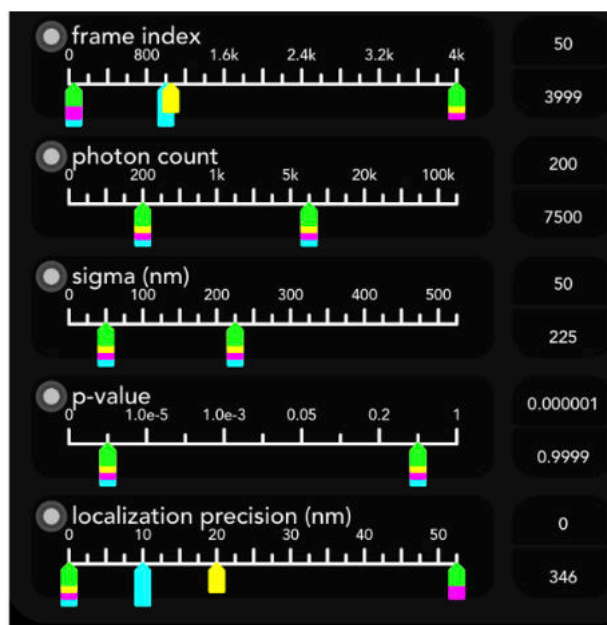 frame index
0 800 1.6k 2.4k 3.2k 4k
50
3999
photon count
0 200 1k 5k 20k 100k
200
7500
sigma (nm)
0 100 200 300 400 500
50
225
p-value
0 1.0e-5 1.0e-3 0.05 0.2 1
0.000001
0.9999
localization precision (nm)
0 10 20 30 40 50
0
346